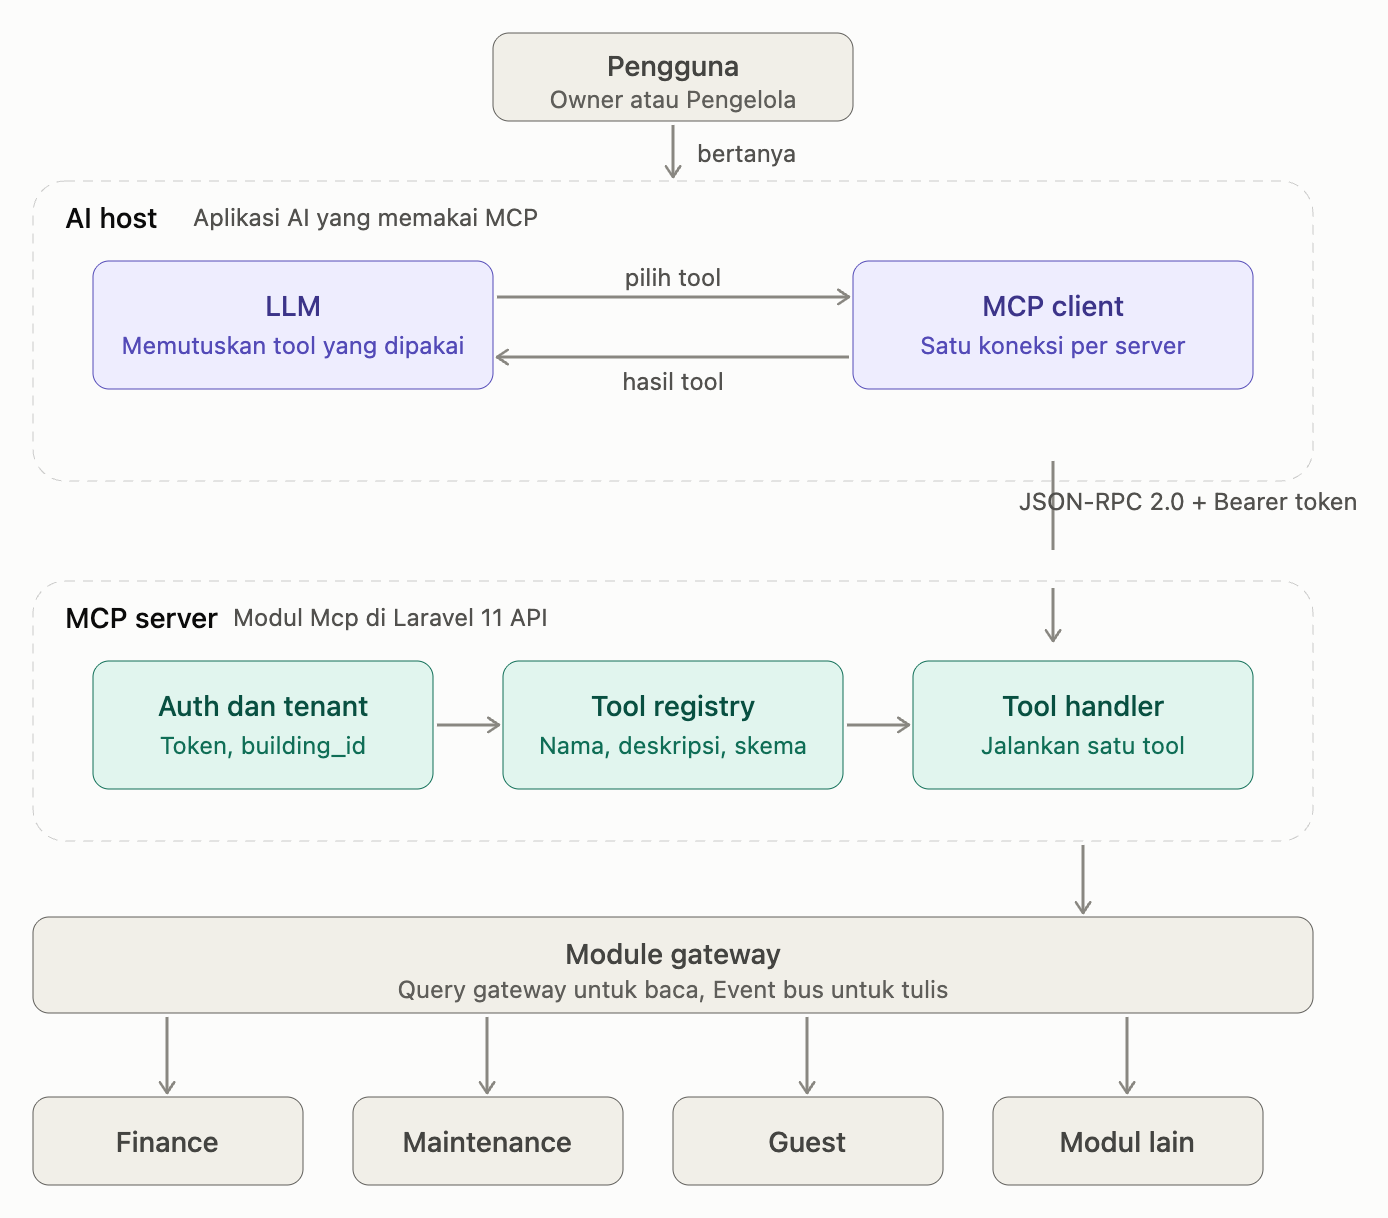 Pengguna
Owner atau Pengelola
bertanya
AI host
Aplikasi AI yang memakai MCP
LLM
Memutuskan tool yang dipakai
pilih tool
hasil tool
MCP client
Satu koneksi per server
JSON-RPC 2.0 + Bearer token
MCP server
Modul Mcp di Laravel 11 API
Auth dan tenant
Token, building_id
Tool registry
Nama, deskripsi, skema
Tool handler
Jalankan satu tool
Module gateway
Query gateway untuk baca, Event bus untuk tulis
Finance
Maintenance
Guest
Modul lain